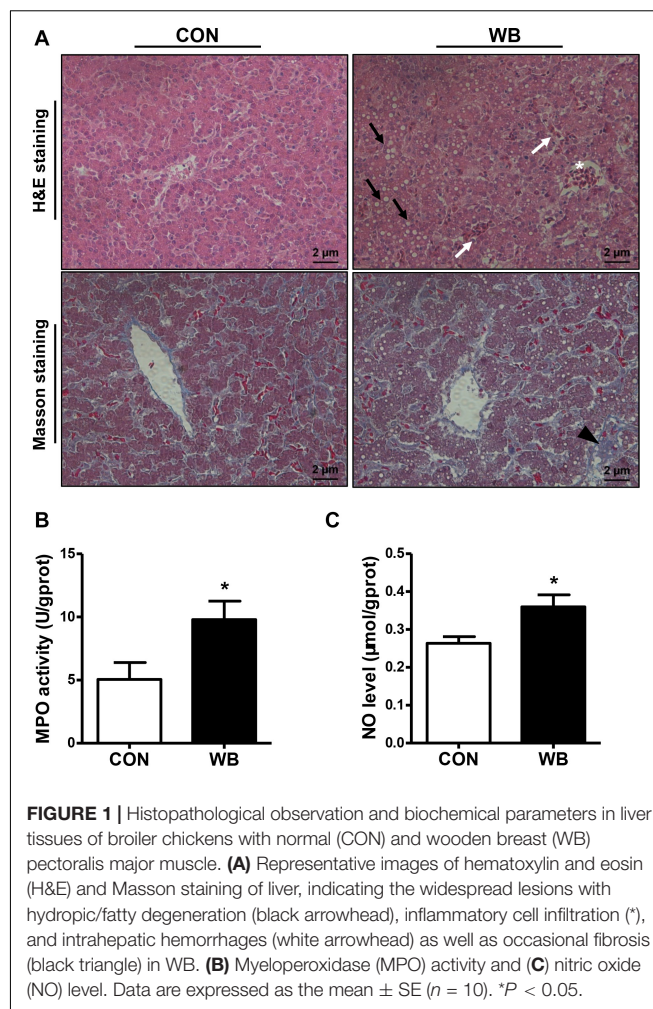 A
CON
WB
H&E staining
*
2 μm
2 μm
Masson staining
2 μm
2 μm
B
C
MPO activity (U/gprot)
15
10
5
0
*
CON
WB
NO level (μmol/gprot)
0.5
0.4
0.3
0.2
0.1
0.0
*
CON
WB
FIGURE 1 | Histopathological observation and biochemical parameters in liver
tissues of broiler chickens with normal (CON) and wooden breast (WB)
pectoralis major muscle. (A) Representative images of hematoxylin and eosin
(H&E) and Masson staining of liver, indicating the widespread lesions with
hydropic/fatty degeneration (black arrowhead), inflammatory cell infiltration (*),
and intrahepatic hemorrhages (white arrowhead) as well as occasional fibrosis
(black triangle) in WB. (B) Myeloperoxidase (MPO) activity and (C) nitric oxide
(NO) level. Data are expressed as the mean ± SE (n = 10). *P < 0.05.